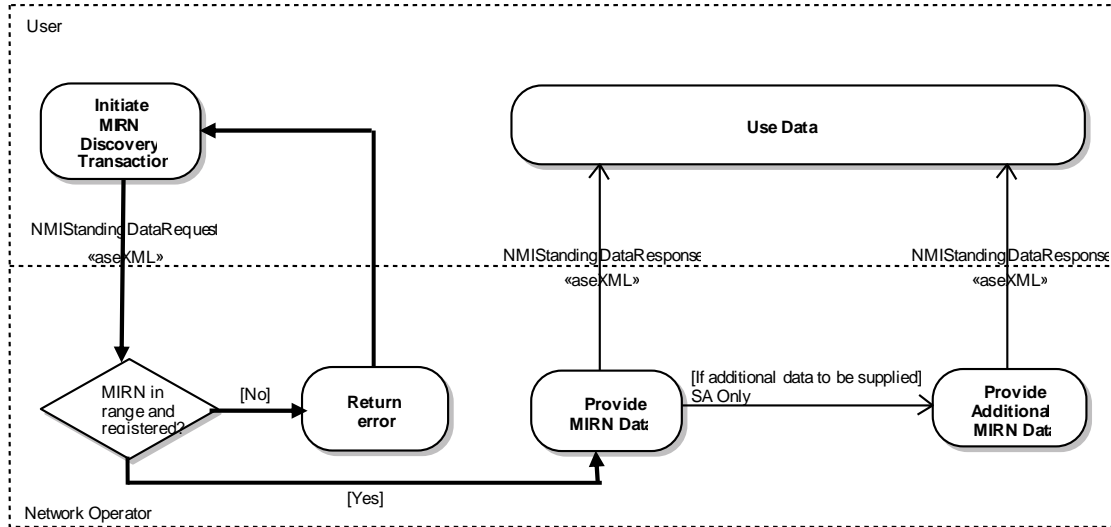 User
Initiate
MIRN
Discovery
Transaction
Use Data
NMIStandingDataRequest
«aseXML»
NMIStandingDataResponse
«aseXML»
NMIStandingDataResponse
«aseXML»
MIRN in
range and
registered?
[No]
Return
error
Provide
MIRN Data
[If additional data to be supplied]
SA Only
Provide
Additional
MIRN Data
[Yes]
Network Operator